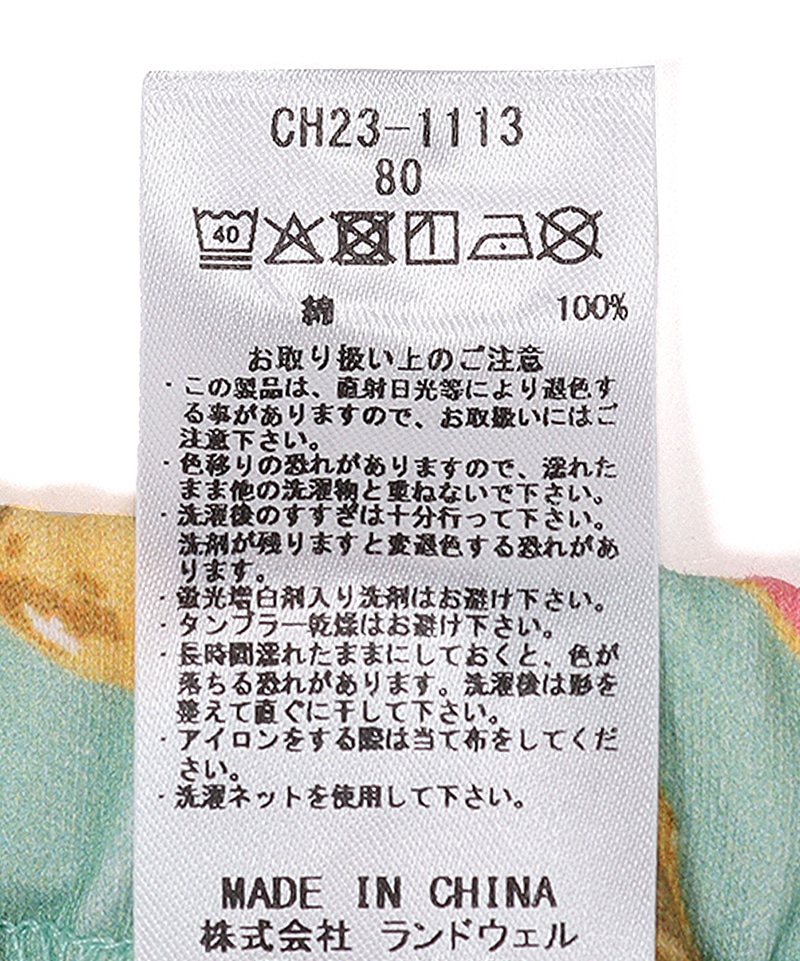 CH23-1113
80
40
綿 100%
お取り扱い上のご注意
・この製品は、直射日光等により退色す
る事がありますので、お取扱いにはご
注意下さい。
・色移りの恐れがありますので、濡れた
まま他の洗濯物と重ねないで下さい。
・洗濯後のすすぎは十分行って下さい。
洗剤が残りますと変退色する恐れがあ
ります。
・蛍光増白剤入り洗剤はお避け下さい。
・タンブラー乾燥はお避け下さい。
・長時間濡れたままにしておくと、色が
落ちる恐れがあります。洗濯後は形を
整えて直ぐに干して下さい。
・アイロンをする際は当て布をしてくだ
さい。
・洗濯ネットを使用して下さい。
MADE IN CHINA
株式会社 ランドウェル